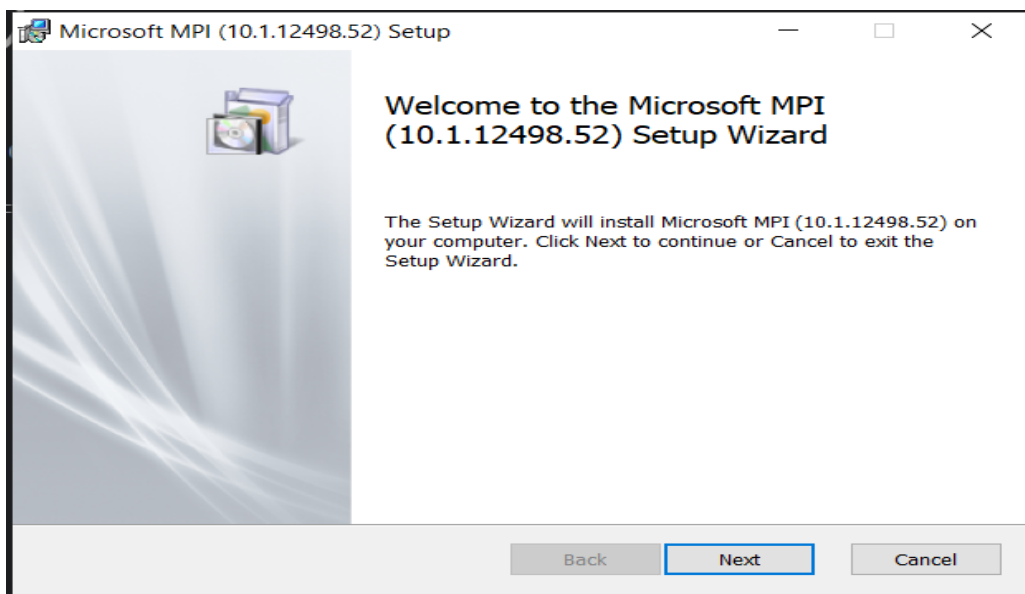 Microsoft MPI (10.1.12498.52) Setup
Welcome to the Microsoft MPI
(10.1.12498.52) Setup Wizard
The Setup Wizard will install Microsoft MPI (10.1.12498.52) on
your computer. Click Next to continue or Cancel to exit the
Setup Wizard.
Back
Next
Cancel